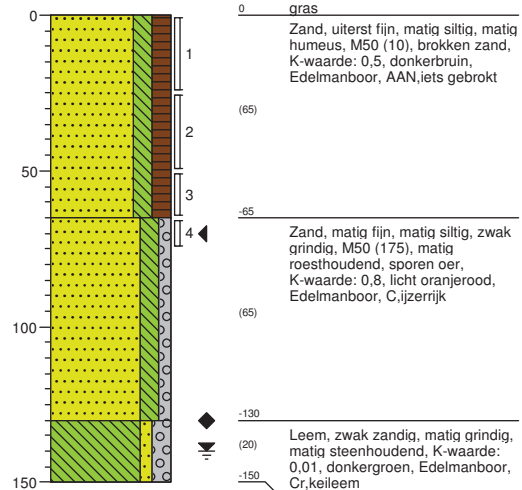 0
50
100
150
1
2
3
4
0 gras
Zand, uiterst fijn, matig siltig, matig
humeus, M50 (10), brokken zand,
K-waarde: 0,5, donkerbruin,
Edelmanboor, AAN,iets gebrokt
(65)
-65
Zand, matig fijn, matig siltig, zwak
grindig, M50 (175), matig
roesthoudend, sporen oer,
K-waarde: 0,8, licht oranjerood,
Edelmanboor, C,ijzerrijk
(65)
-130
Leem, zwak zandig, matig grindig,
matig steenhoudend, K-waarde:
0,01, donkergroen, Edelmanboor,
Cr,keileem
(20)
-150